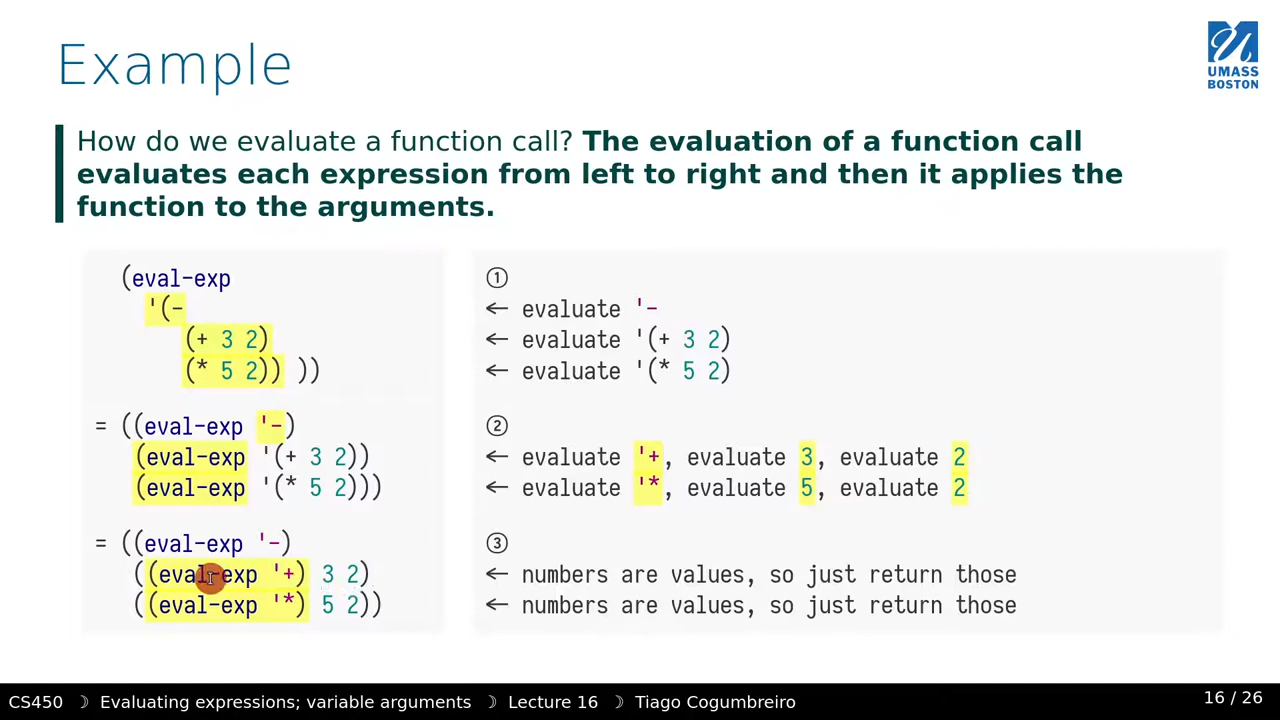 Example
UMASS
BOSTON
How do we evaluate a function call? The evaluation of a function call
evaluates each expression from left to right and then it applies the
function to the arguments.
(eval-exp
'(-
(+ 3 2)
(* 5 2)) ))
= ((eval-exp '-)
(eval-exp '(+ 3 2))
(eval-exp '(* 5 2)))
= ((eval-exp '-)
((eval-exp '+) 3 2)
((eval-exp '*) 5 2))
①
← evaluate '-
← evaluate '(+ 3 2)
← evaluate '(* 5 2)
②
← evaluate '+, evaluate 3, evaluate 2
← evaluate '*, evaluate 5, evaluate 2
③
← numbers are values, so just return those
← numbers are values, so just return those
CS450 ☽ Evaluating expressions; variable arguments ☽ Lecture 16 ☽ Tiago Cogumbreiro
16 / 26